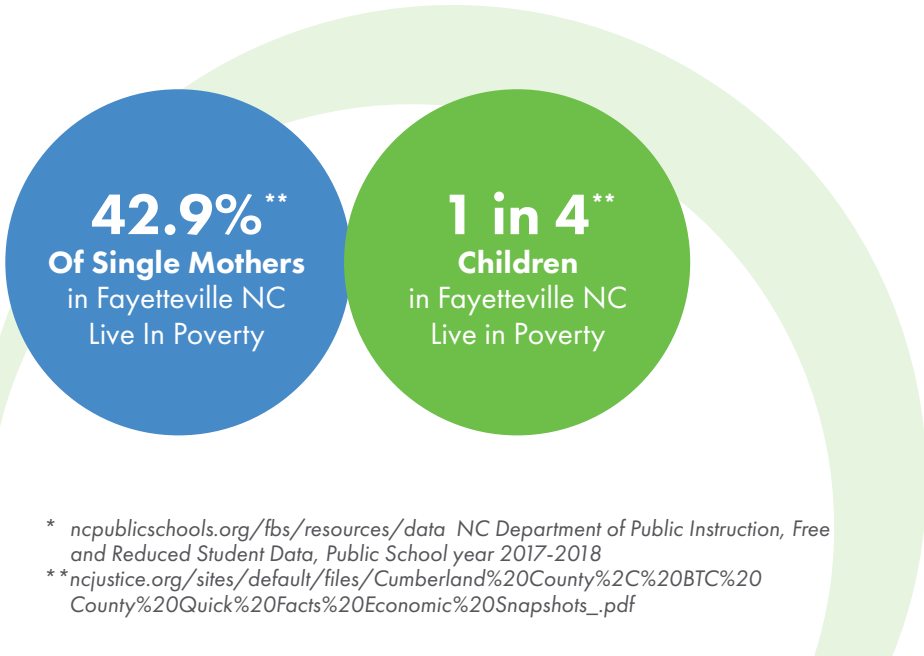 42.9%**
Of Single Mothers
in Fayetteville NC
Live In Poverty
1 in 4**
Children
in Fayetteville NC
Live in Poverty
* ncpublicschools.org/fbs/resources/data NC Department of Public Instruction, Free
and Reduced Student Data, Public School year 2017-2018
**ncjustice.org/sites/default/files/Cumberland%20County%2C%20BTC%20
County%20Quick%20Facts%20Economic%20Snapshots_.pdf